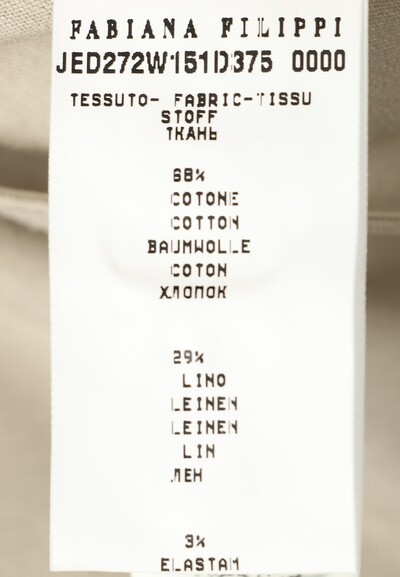 FABIANA FILIPPI
JED272W151D375 0000
TESSUTO- FABRIC-TISSU
STOFF
ТКАНЬ
68%
COTONE
COTTON
BAUMWOLLE
COTON
ХЛОПОК
29%
LINO
LEINEN
LEINEN
LIN
ЛЕН
3%
ELASTAN